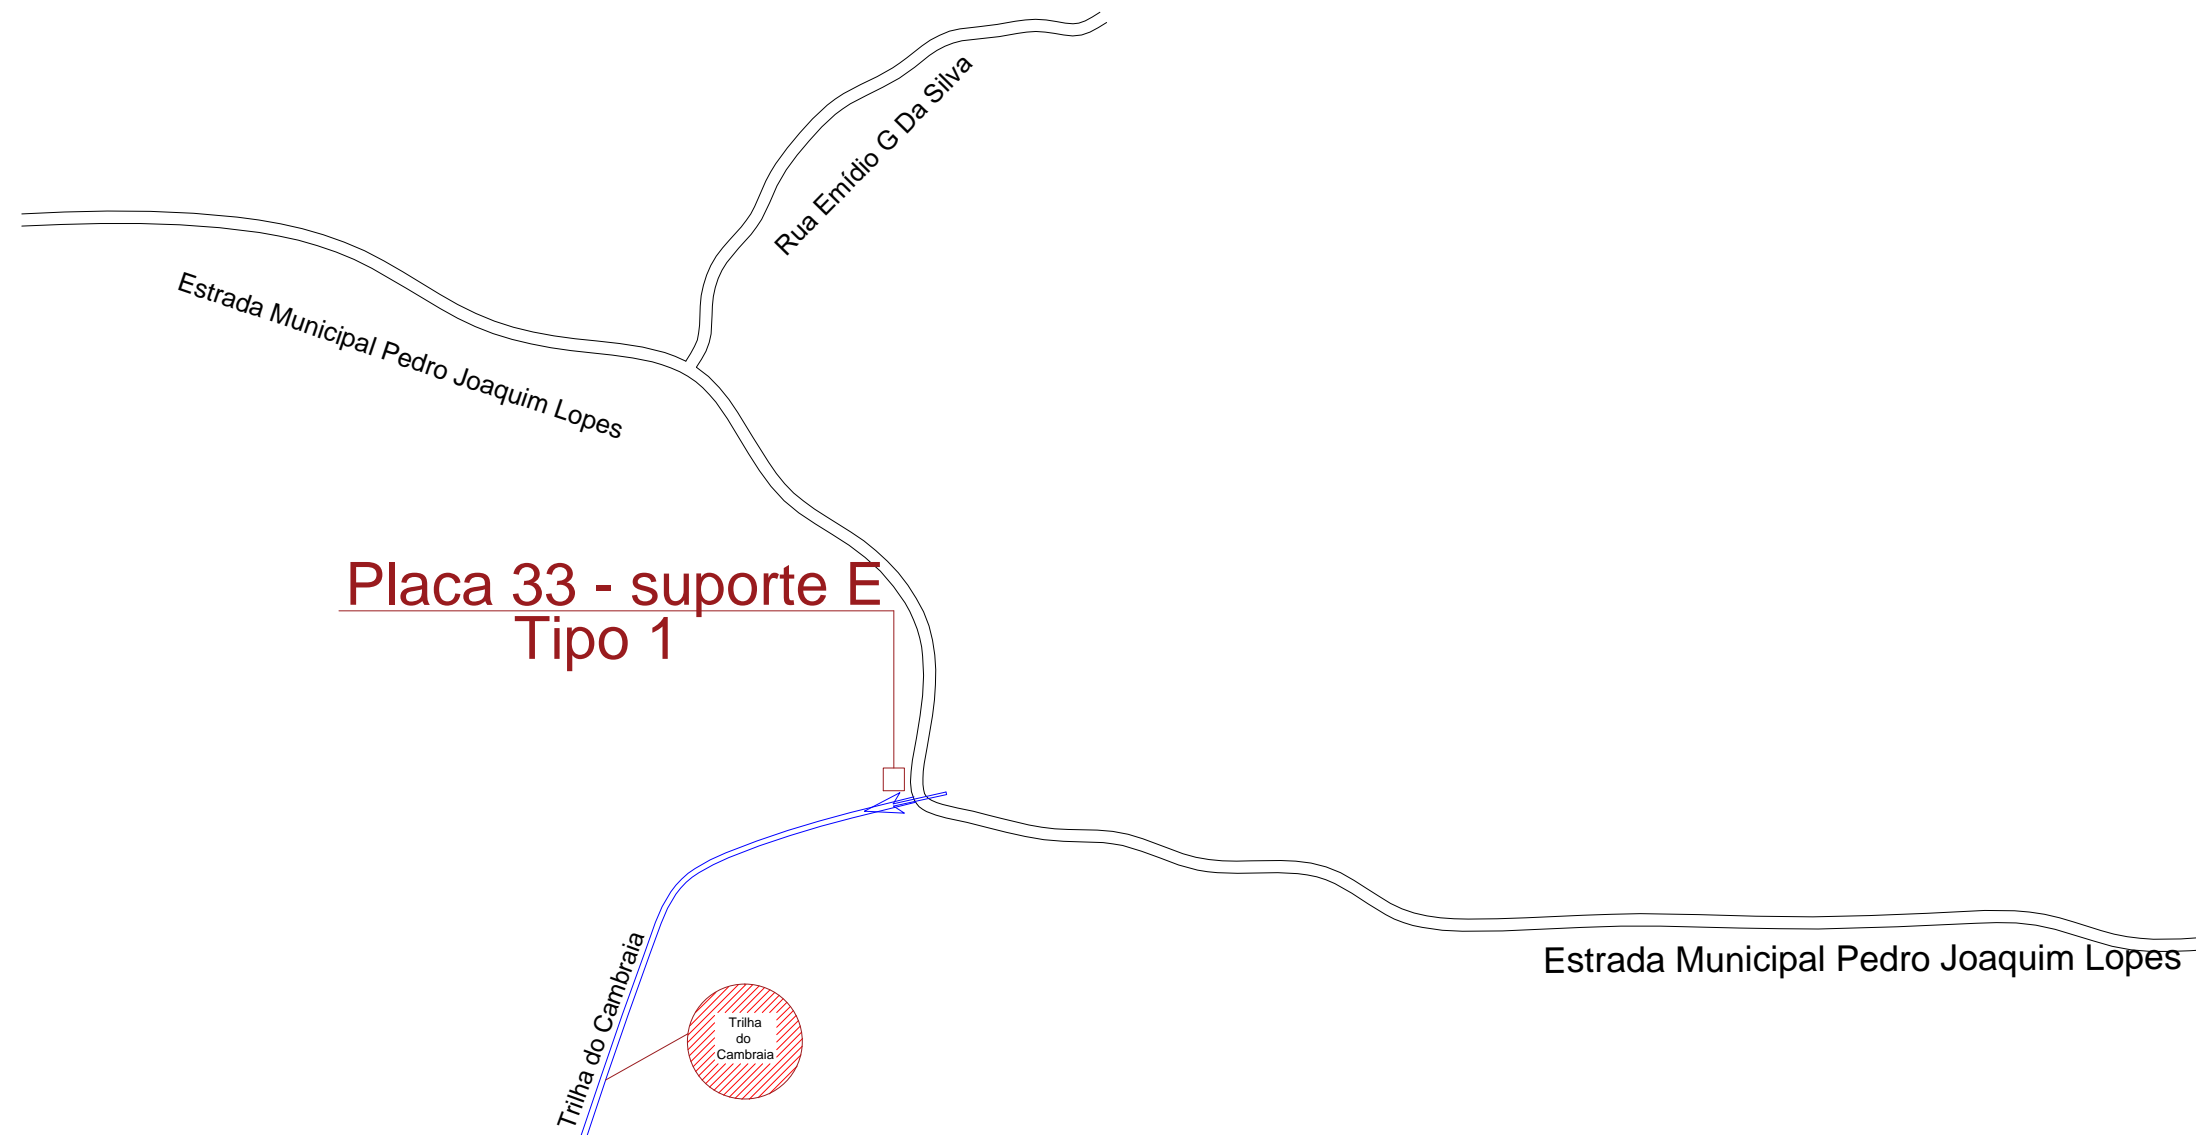 Rua Emídio G Da Silva
Estrada Municipal Pedro Joaquim Lopes
Placa 33 - suporte E
Tipo 1
Estrada Municipal Pedro Joaquim Lopes
Trilha do Cambraia
Trilha
do
Cambraia